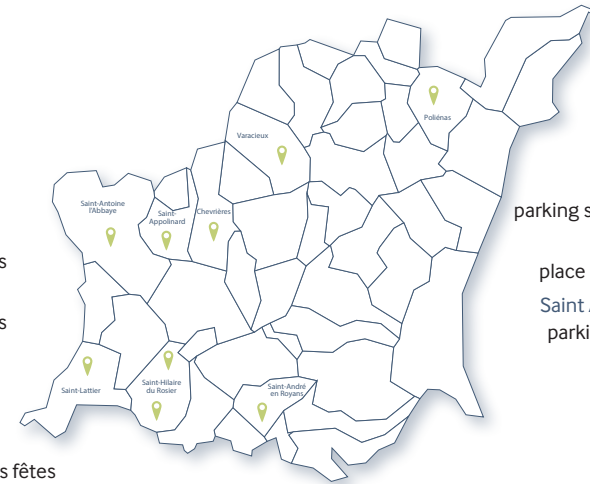 Poliénas
Varacieux
Saint-Antoine
l'Abbaye
Saint-
Appolinard
Chevrières
parking s
place
Saint
parki
s
s
Saint-Lattier
Saint-Hilaire
du Rosier
Saint-André
en Royans
s fêtes